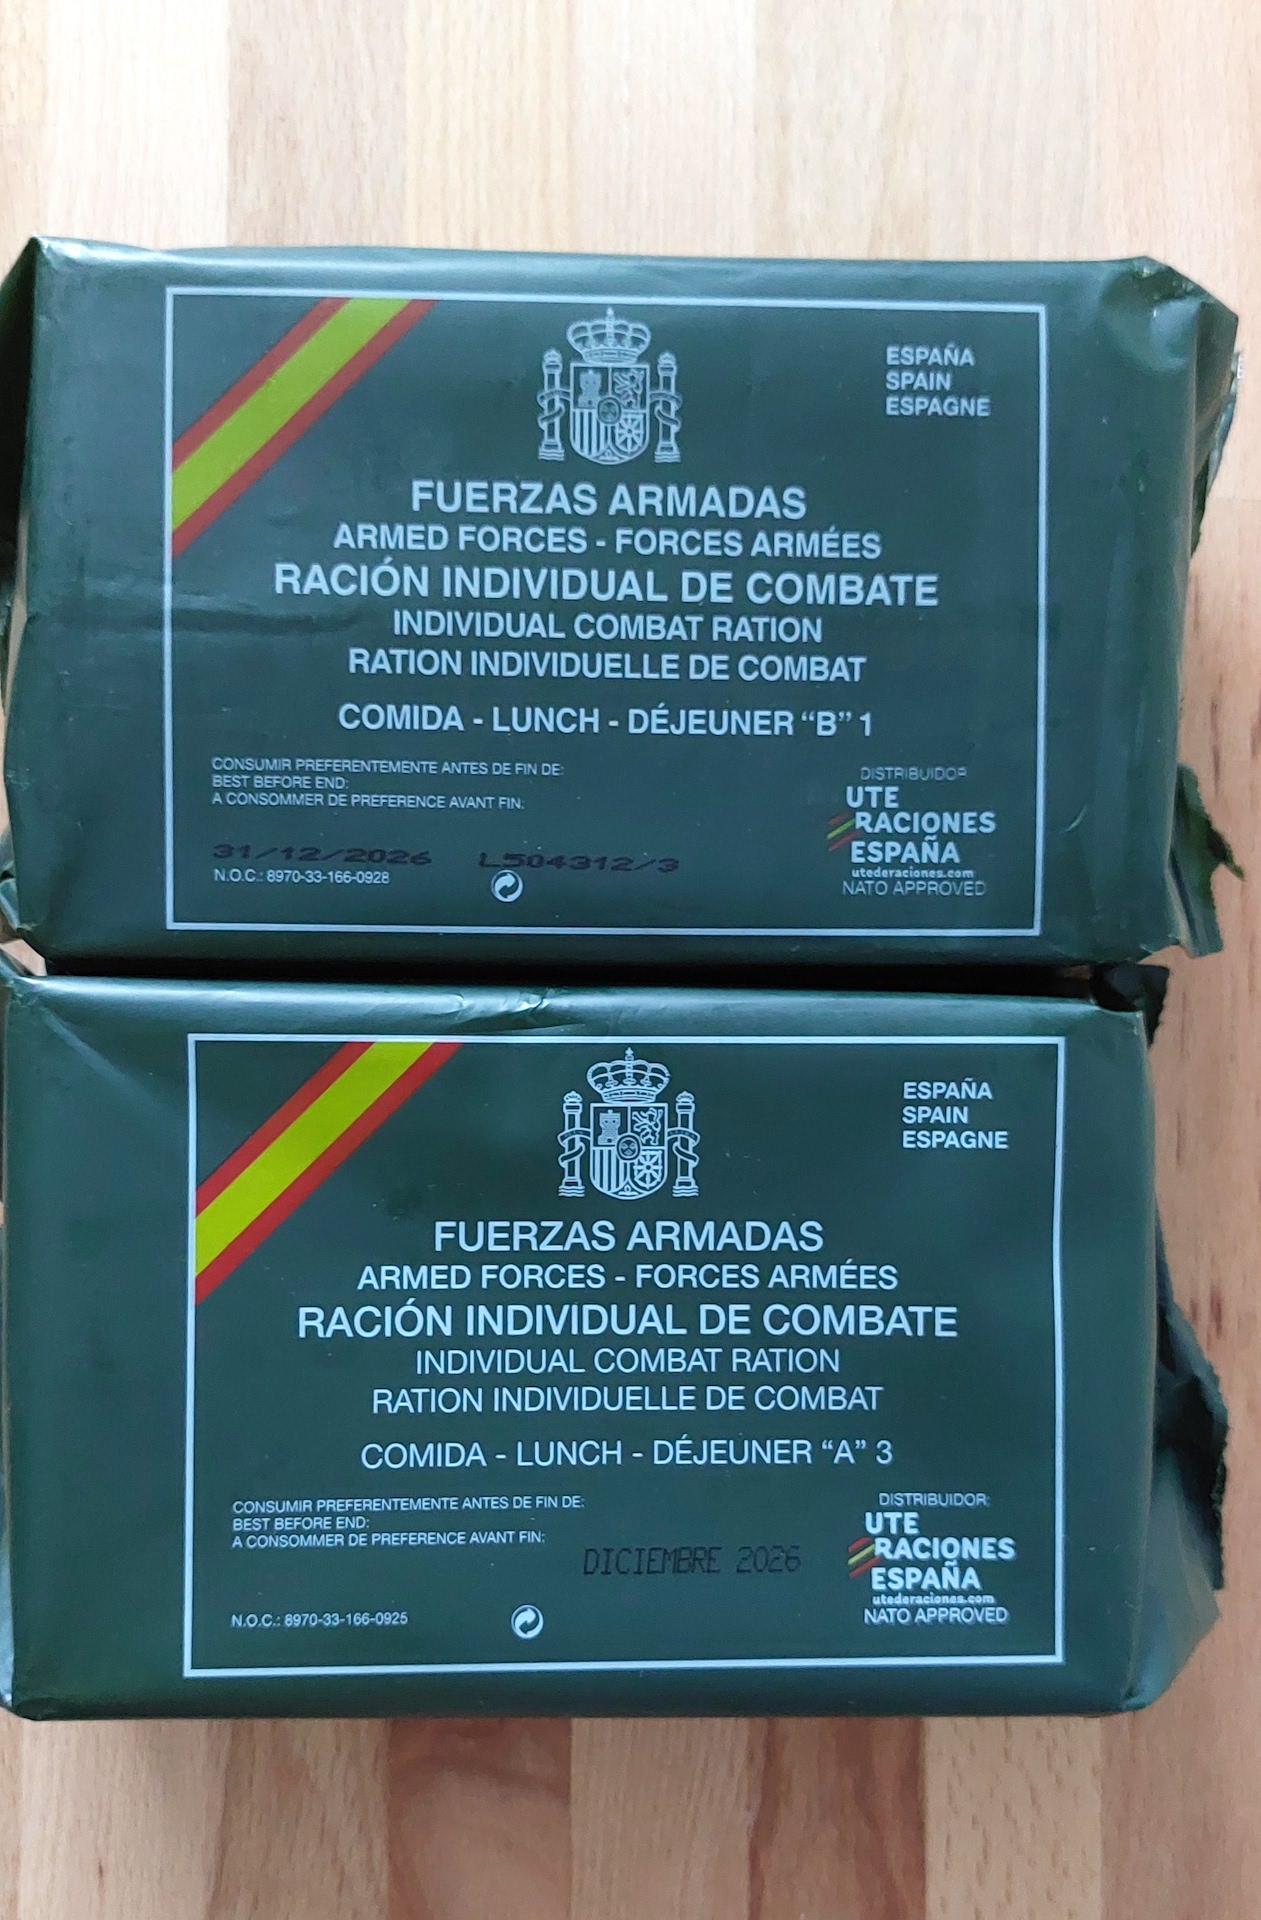 ESPAÑA
SPAIN
ESPAGNE
FUERZAS ARMADAS
ARMED FORCES - FORCES ARMÉES
RACIÓN INDIVIDUAL DE COMBATE
INDIVIDUAL COMBAT RATION
RATION INDIVIDUELLE DE COMBAT
COMIDA - LUNCH - DÉJEUNER “B” 1
CONSUMIR PREFERENTEMENTE ANTES DE FIN DE:
BEST BEFORE END:
A CONSOMMER DE PREFERENCE AVANT FIN:
31/12/2026 L504312/3
N.O.C.: 8970-33-166-0928
DISTRIBUIDOR
UTE
RACIONES
ESPAÑA
utederaciones.com
NATO APPROVED
ESPAÑA
SPAIN
ESPAGNE
FUERZAS ARMADAS
ARMED FORCES - FORCES ARMÉES
RACIÓN INDIVIDUAL DE COMBATE
INDIVIDUAL COMBAT RATION
RATION INDIVIDUELLE DE COMBAT
COMIDA - LUNCH - DÉJEUNER “A” 3
CONSUMIR PREFERENTEMENTE ANTES DE FIN DE:
BEST BEFORE END:
A CONSOMMER DE PREFERENCE AVANT FIN:
DICIEMBRE 2026
N.O.C.: 8970-33-166-0925
DISTRIBUIDOR:
UTE
RACIONES
ESPAÑA
utederaciones.com
NATO APPROVED